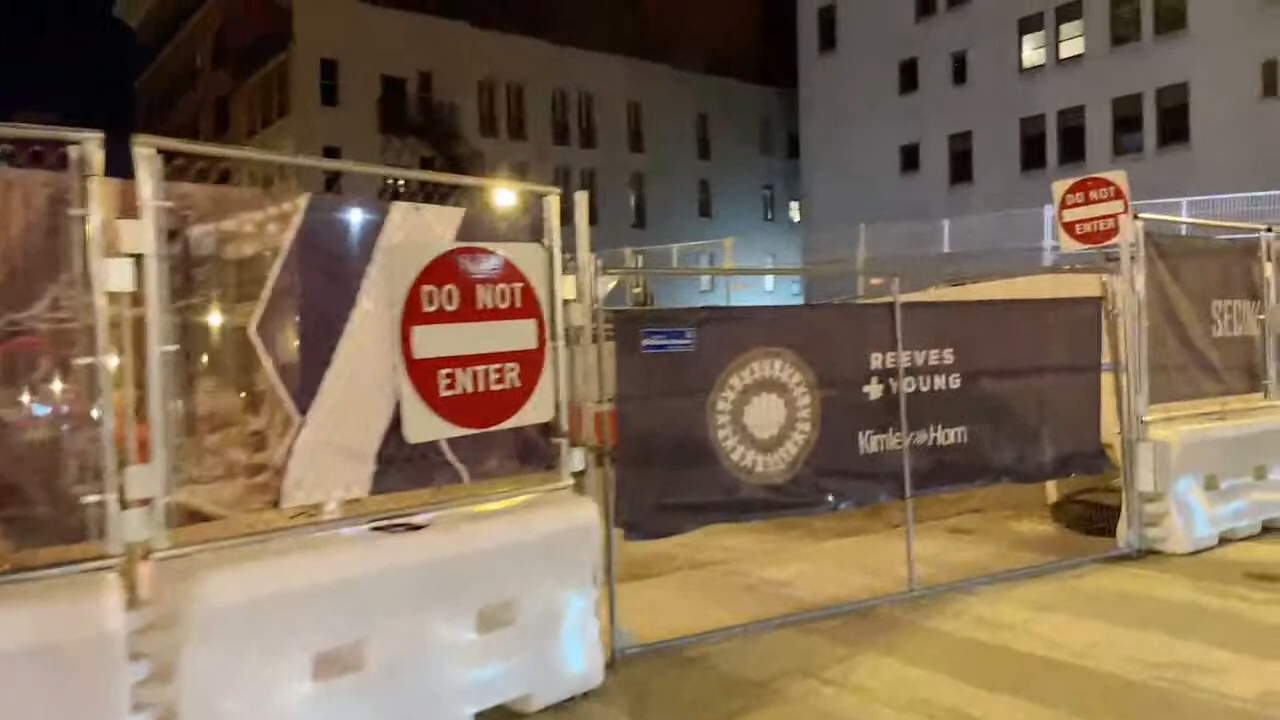 DO NOT
ENTER
DO NOT
ENTER
REEVES
+ YOUNG
Kimley»Horn